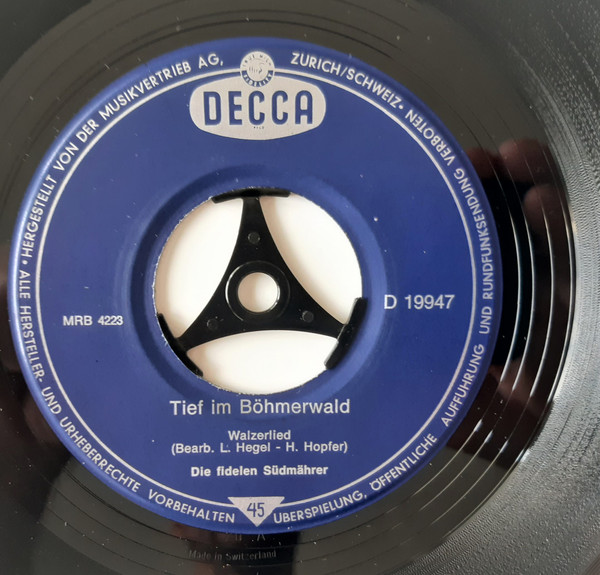 • HERGESTELLT VON DER MUSIKVERTRIEB AG, ZÜRICH/SCHWEIZ • VERBOTEN
DECCA
MRB 4223
D 19947
Tief im Böhmerwald
Walzerlied
(Bearb. L. Hegel - H. Hopfer)
Die fidelen Südmährer
45
• ALLE HERSTELLER- UND URHEBERRECHTE VORBEHALTEN
ÜBERSPIELUNG, ÖFFENTLICHE AUFFÜHRUNG UND RUNDFUNKSENDUNG
Made in Switzerland